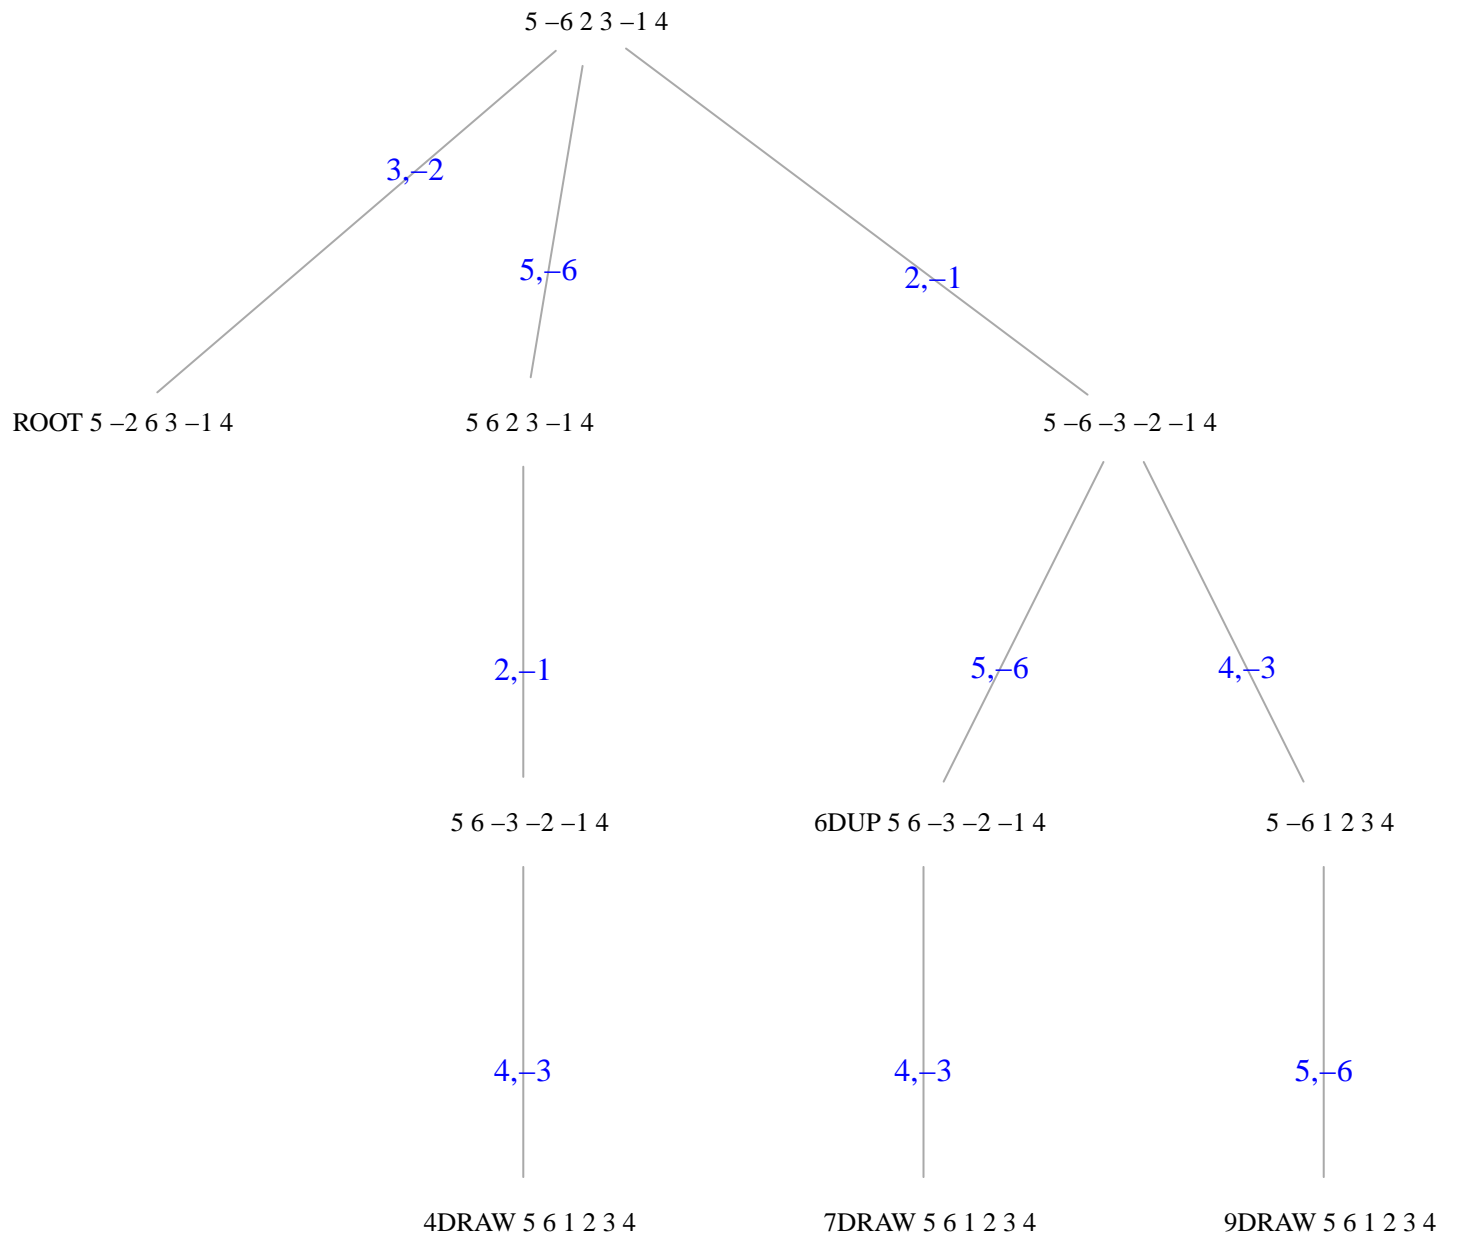 5 –6 2 3 –1 4
3,–2
5,–6
2,–1
ROOT 5 –2 6 3 –1 4
5 6 2 3 –1 4
5 –6 –3 –2 –1 4
2,–1
5,–6
4,–3
5 6 –3 –2 –1 4
6DUP 5 6 –3 –2 –1 4
5 –6 1 2 3 4
4,–3
4,–3
5,–6
4DRAW 5 6 1 2 3 4
7DRAW 5 6 1 2 3 4
9DRAW 5 6 1 2 3 4